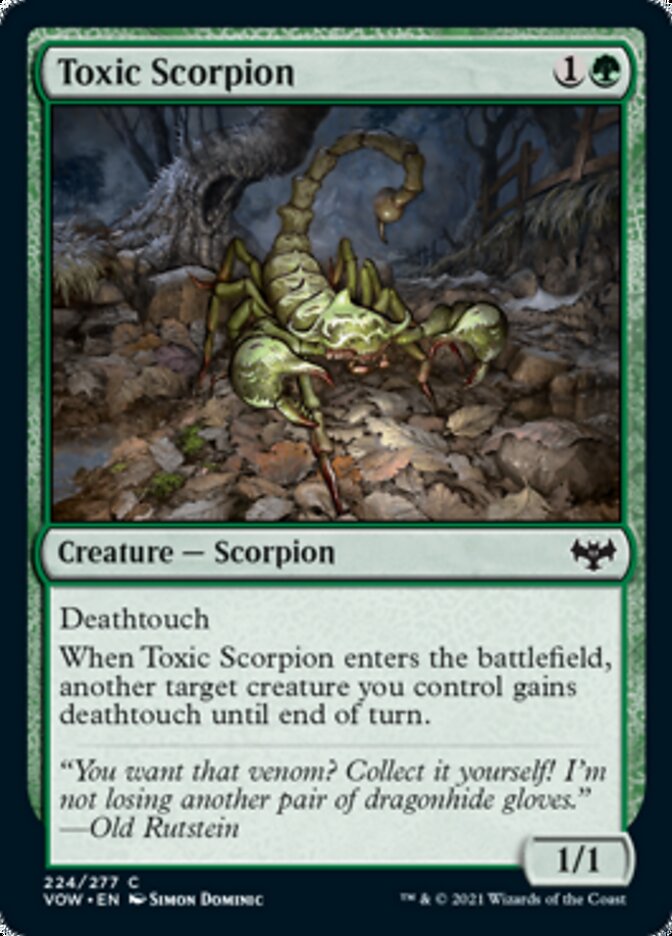 Toxic Scorpion 1
Creature — Scorpion
Deathtouch
When Toxic Scorpion enters the battlefield,
another target creature you control gains
deathtouch until end of turn.
“You want that venom? Collect it yourself! I’m
not losing another pair of dragonhide gloves.”
—Old Rutstein
1/1
224/277 C
VOW • EN Simon Dominic
™ & © 2021 Wizards of the Coast